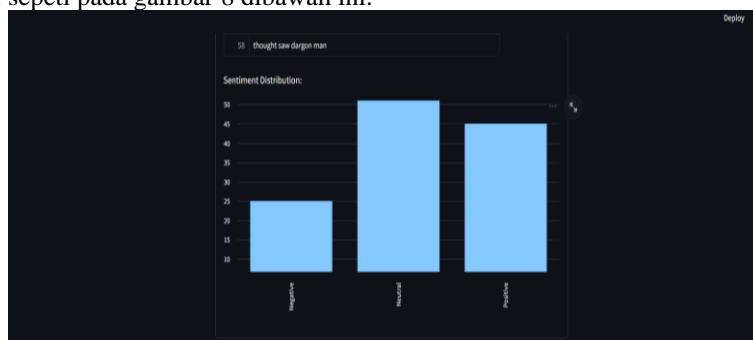 sepeti pada gambar 8 dibawah ini:
Deploy
58 thought saw dargon man
Sentiment Distribution:
50
45
40
35
30
25
20
15
10
Negative
Neutral
Positive